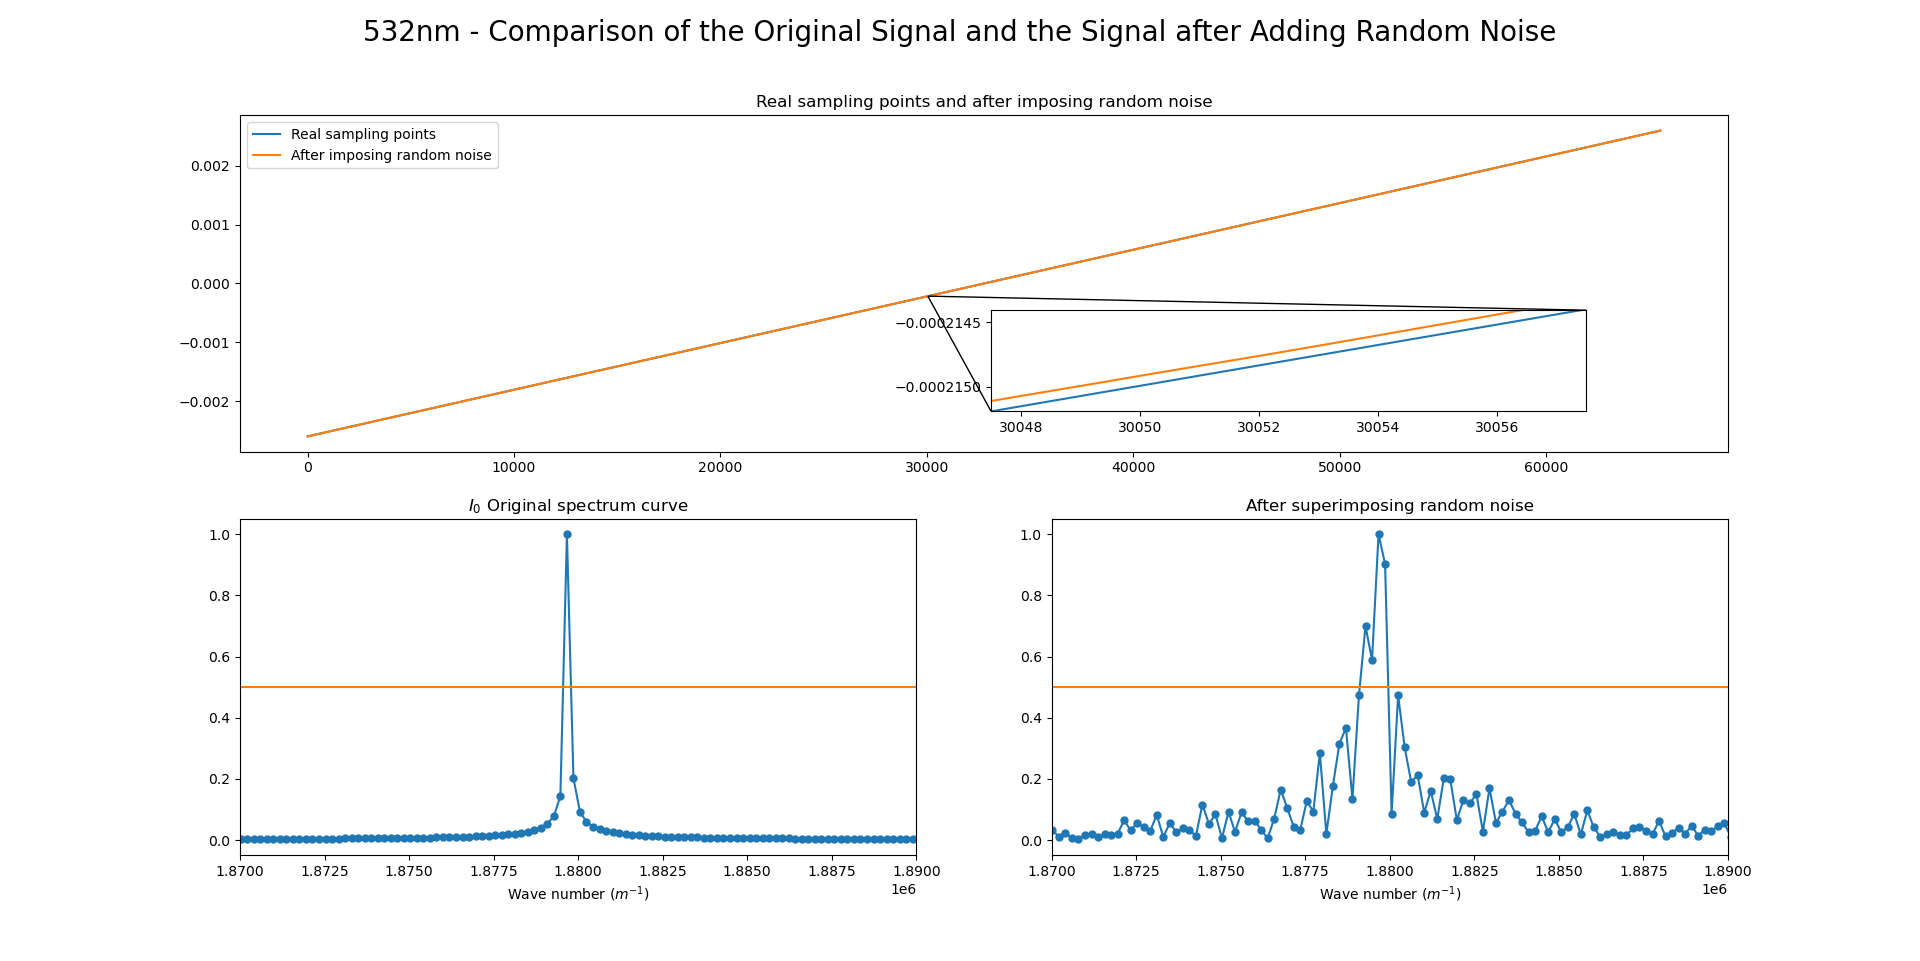 532nm - Comparison of the Original Signal and the Signal after Adding Random Noise
Real sampling points and after imposing random noise
Real sampling points
After imposing random noise
0.002
0.001
0.000
−0.001
−0.002
−0.0002145
−0.0002150
30048 30050 30052 30054 30056
0 10000 20000 30000 40000 50000 60000
I₀ Original spectrum curve
1.0
0.8
0.6
0.4
0.2
0.0
1.8700 1.8725 1.8750 1.8775 1.8800 1.8825 1.8850 1.8875 1.8900
1e6
Wave number (m⁻¹)
After superimposing random noise
1.0
0.8
0.6
0.4
0.2
0.0
1.8700 1.8725 1.8750 1.8775 1.8800 1.8825 1.8850 1.8875 1.8900
1e6
Wave number (m⁻¹)